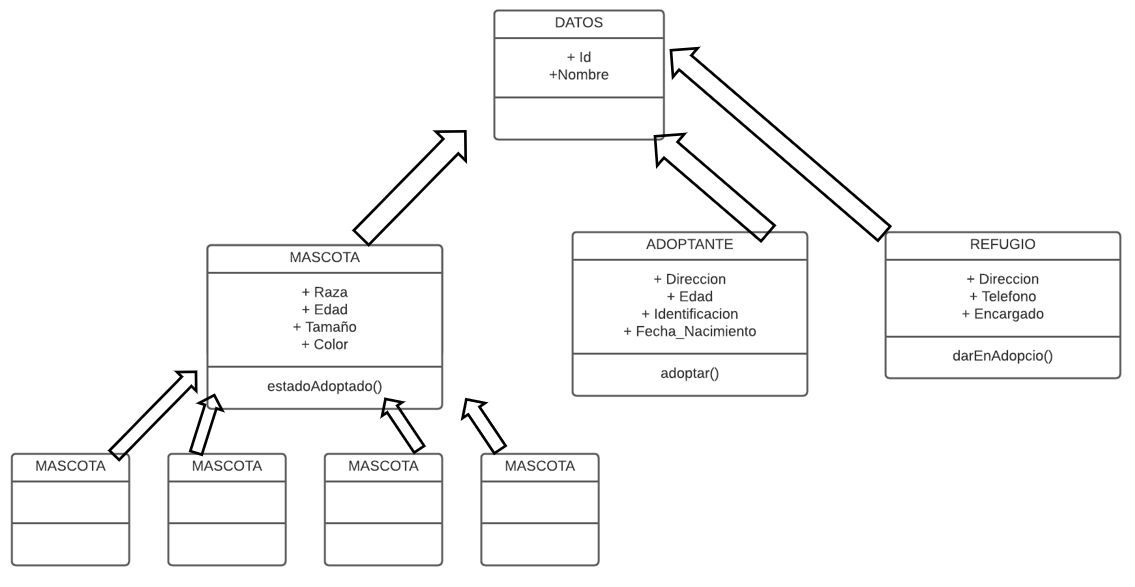 DATOS
+ Id
+Nombre
MASCOTA
+ Raza
+ Edad
+ Tamaño
+ Color
estadoAdoptado()
ADOPTANTE
+ Direccion
+ Edad
+ Identificacion
+ Fecha_Nacimiento
adoptar()
REFUGIO
+ Direccion
+ Telefono
+ Encargado
darEnAdopcio()
MASCOTA
MASCOTA
MASCOTA
MASCOTA